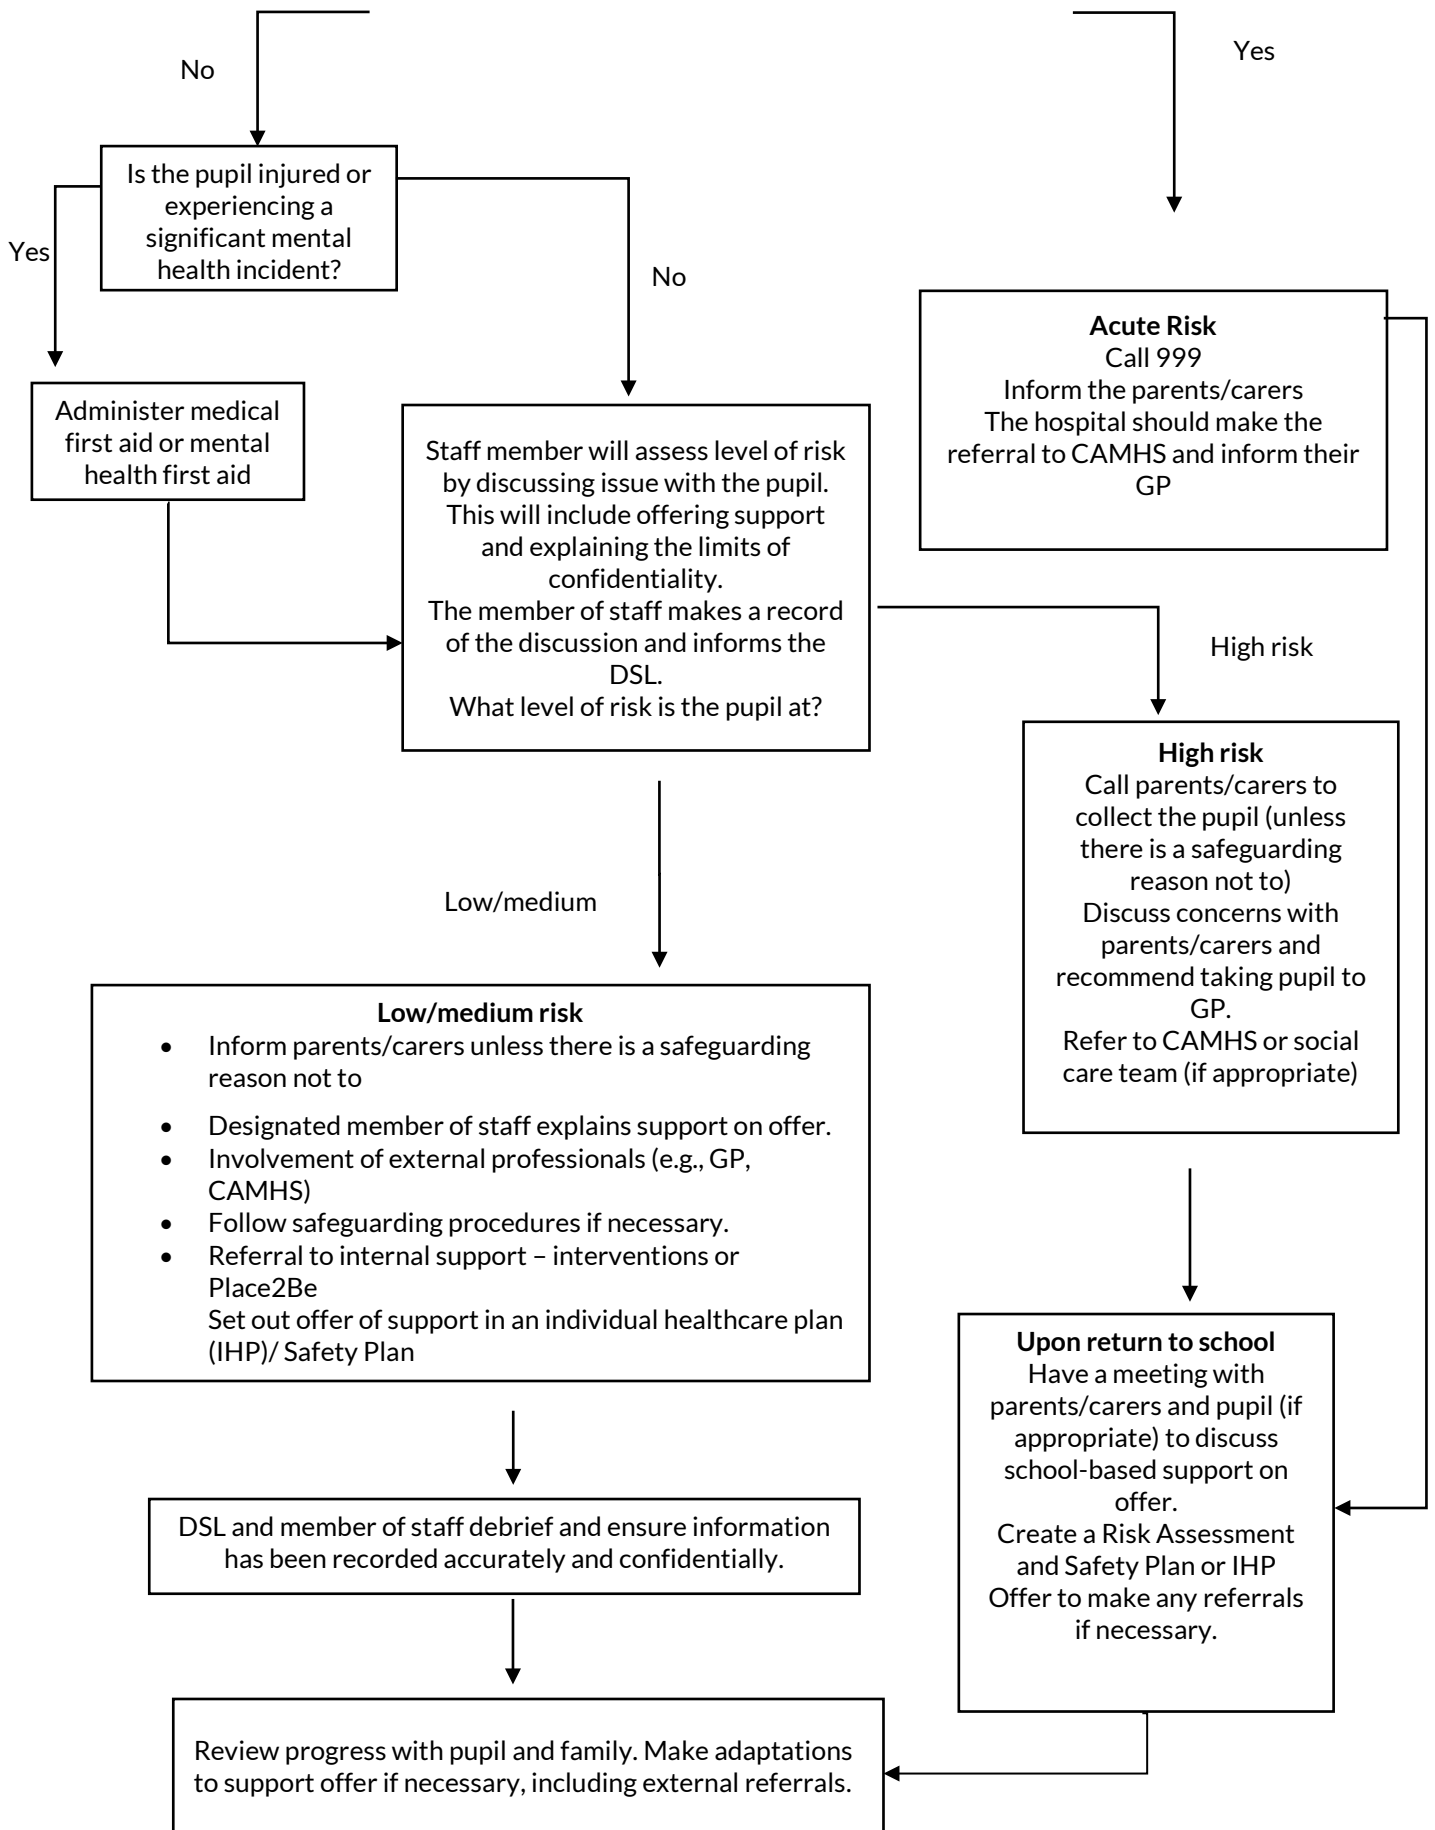 No
Yes
Is the pupil injured or
experiencing a
significant mental
health incident?
Yes
No
Acute Risk
Call 999
Inform the parents/carers
The hospital should make the
referral to CAMHS and inform their
GP
Administer medical
first aid or mental
health first aid
Staff member will assess level of risk
by discussing issue with the pupil.
This will include offering support
and explaining the limits of
confidentiality.
The member of staff makes a record
of the discussion and informs the
DSL.
What level of risk is the pupil at?
High risk
High risk
Call parents/carers to
collect the pupil (unless
there is a safeguarding
reason not to)
Discuss concerns with
parents/carers and
recommend taking pupil to
GP.
Refer to CAMHS or social
care team (if appropriate)
Low/medium
Low/medium risk
• Inform parents/carers unless there is a safeguarding
reason not to
• Designated member of staff explains support on offer.
• Involvement of external professionals (e.g., GP,
CAMHS)
• Follow safeguarding procedures if necessary.
• Referral to internal support – interventions or
Place2Be
Set out offer of support in an individual healthcare plan
(IHP)/ Safety Plan
Upon return to school
Have a meeting with
parents/carers and pupil (if
appropriate) to discuss
school-based support on
offer.
Create a Risk Assessment
and Safety Plan or IHP
Offer to make any referrals
if necessary.
DSL and member of staff debrief and ensure information
has been recorded accurately and confidentially.
Review progress with pupil and family. Make adaptations
to support offer if necessary, including external referrals.